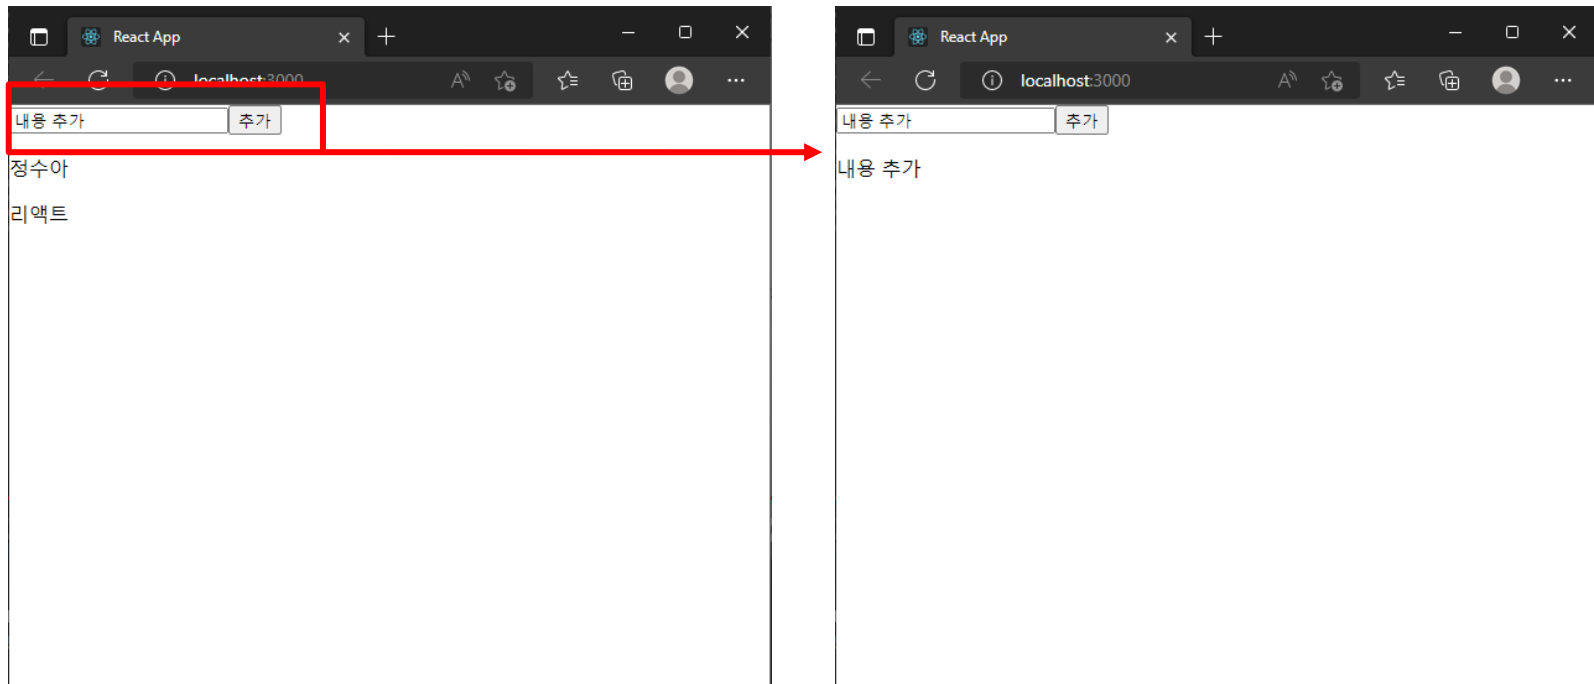 React App
localhost:3000
내용 추가 추가
정수아
리액트
React App
localhost:3000
내용 추가 추가
내용 추가